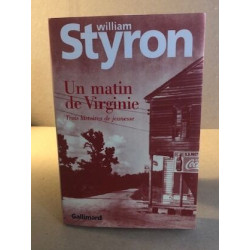 william
Styron
Un matin
de Virginie
Trois histoires de jeunesse
Gallimard